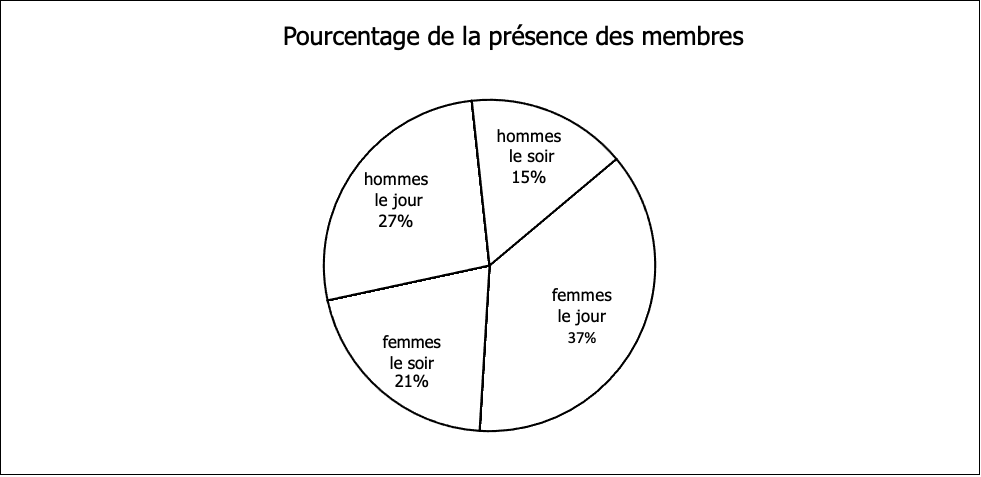 Pourcentage de la présence des membres
hommes
le soir
15%
hommes
le jour
27%
femmes
le jour
37%
femmes
le soir
21%